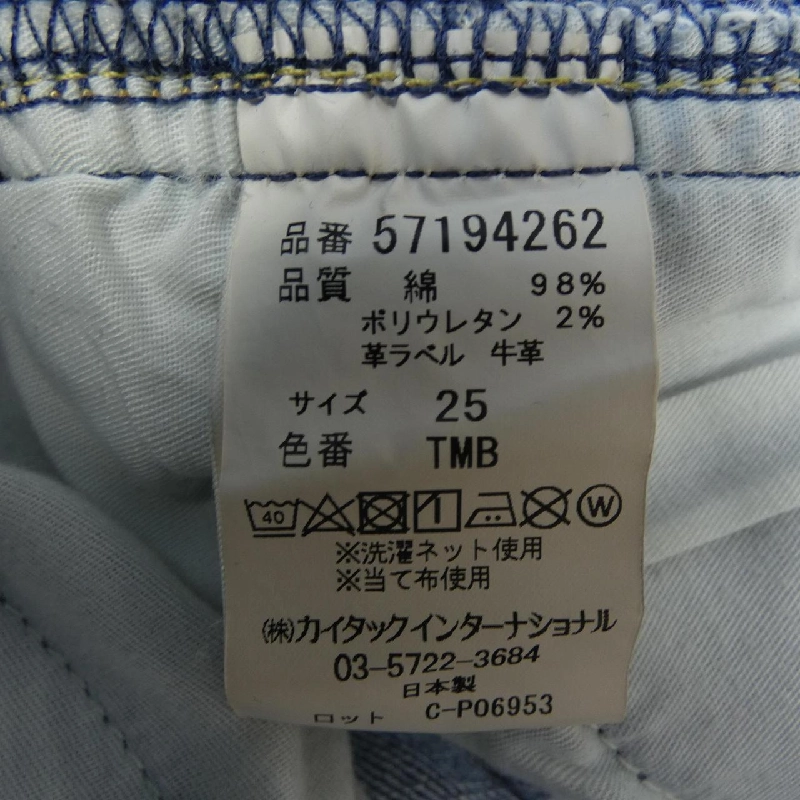 品番 57194262
品質 綿 98%
ポリウレタン 2%
革ラベル 牛革
サイズ 25
色番 TMB
40 W
※洗濯ネット使用
※当て布使用
(株)カイタックインターナショナル
03-5722-3684
日本製
ロット C-P06953